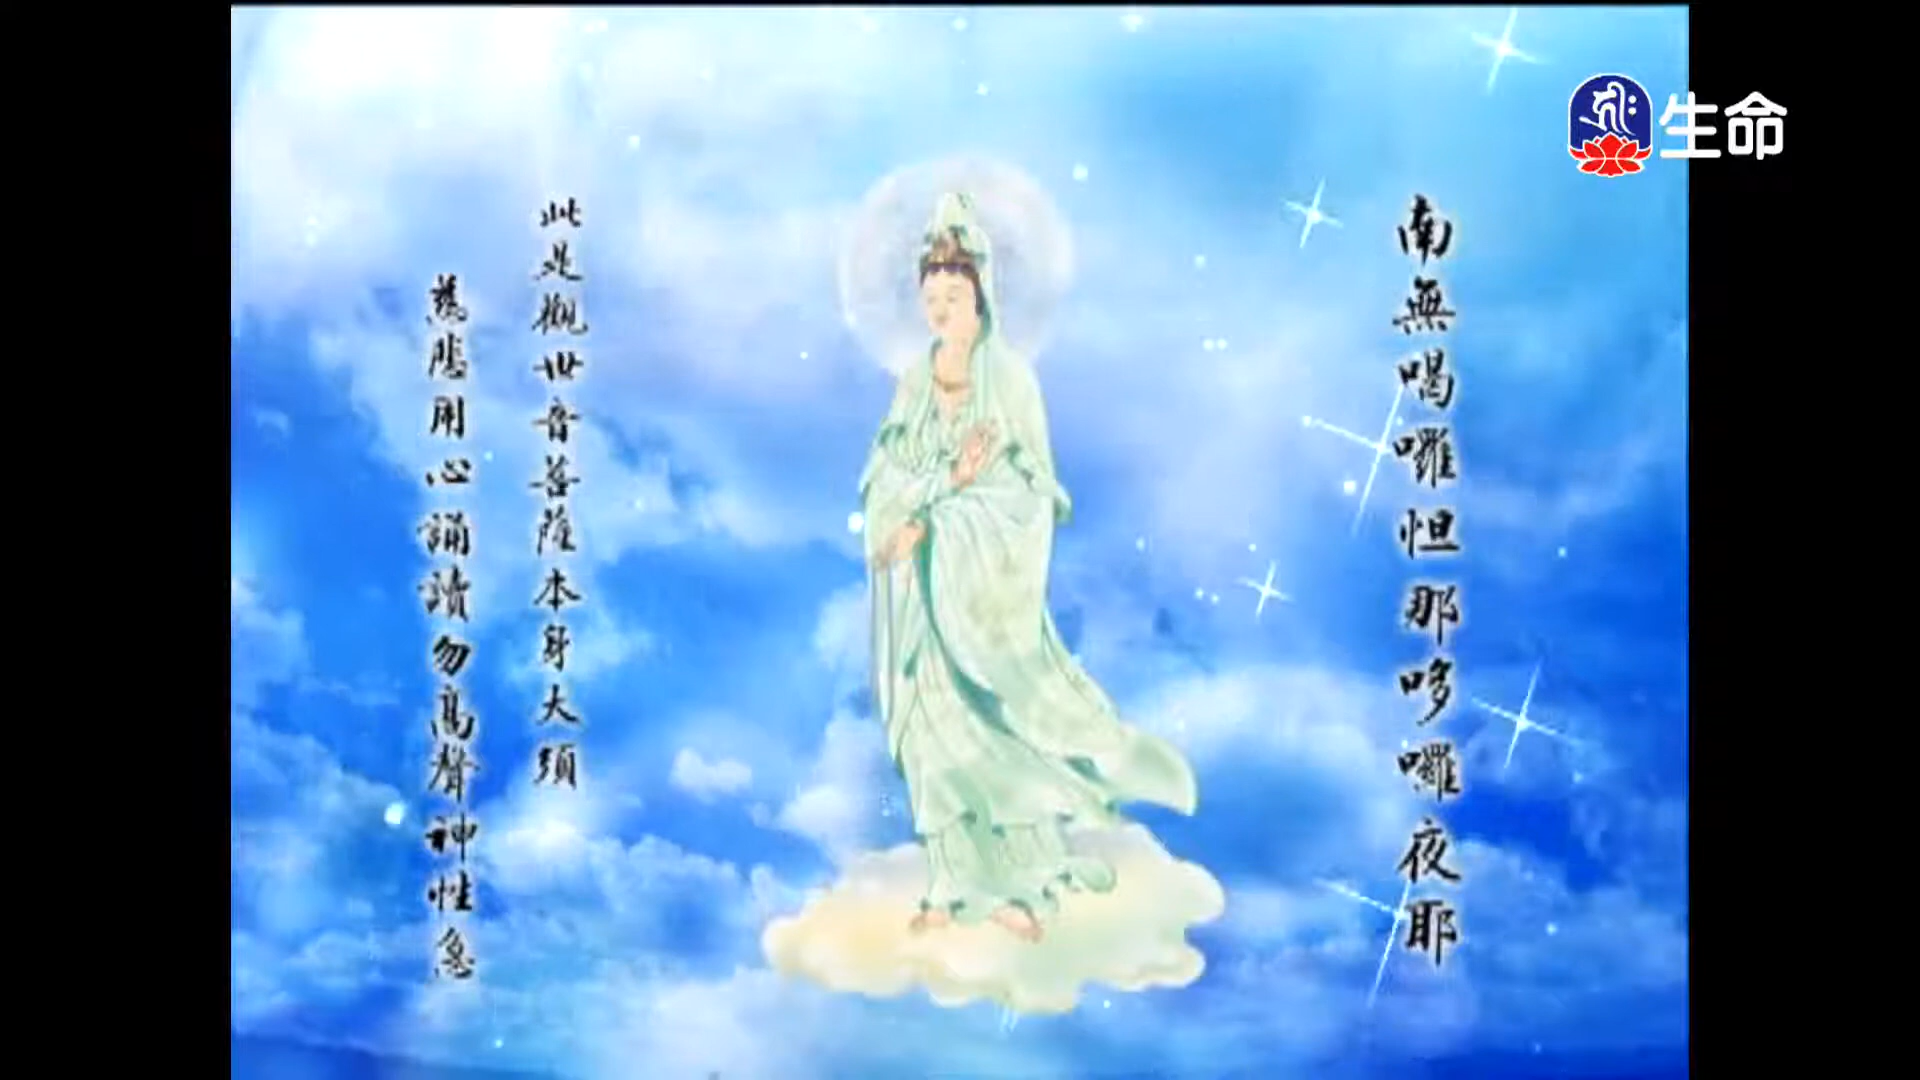 生命
南無喝囉怛那哆囉夜耶
此是觀世音菩薩本身大須
慈悲用心誦讀勿高聲神性急